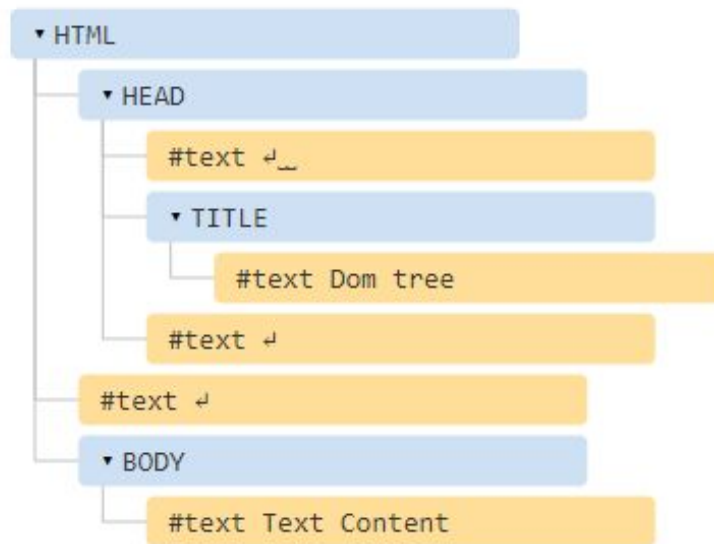 ▾ HTML
▾ HEAD
#text ↵␣␣
▾ TITLE
#text Dom tree
#text ↵
#text ↵
▾ BODY
#text Text Content